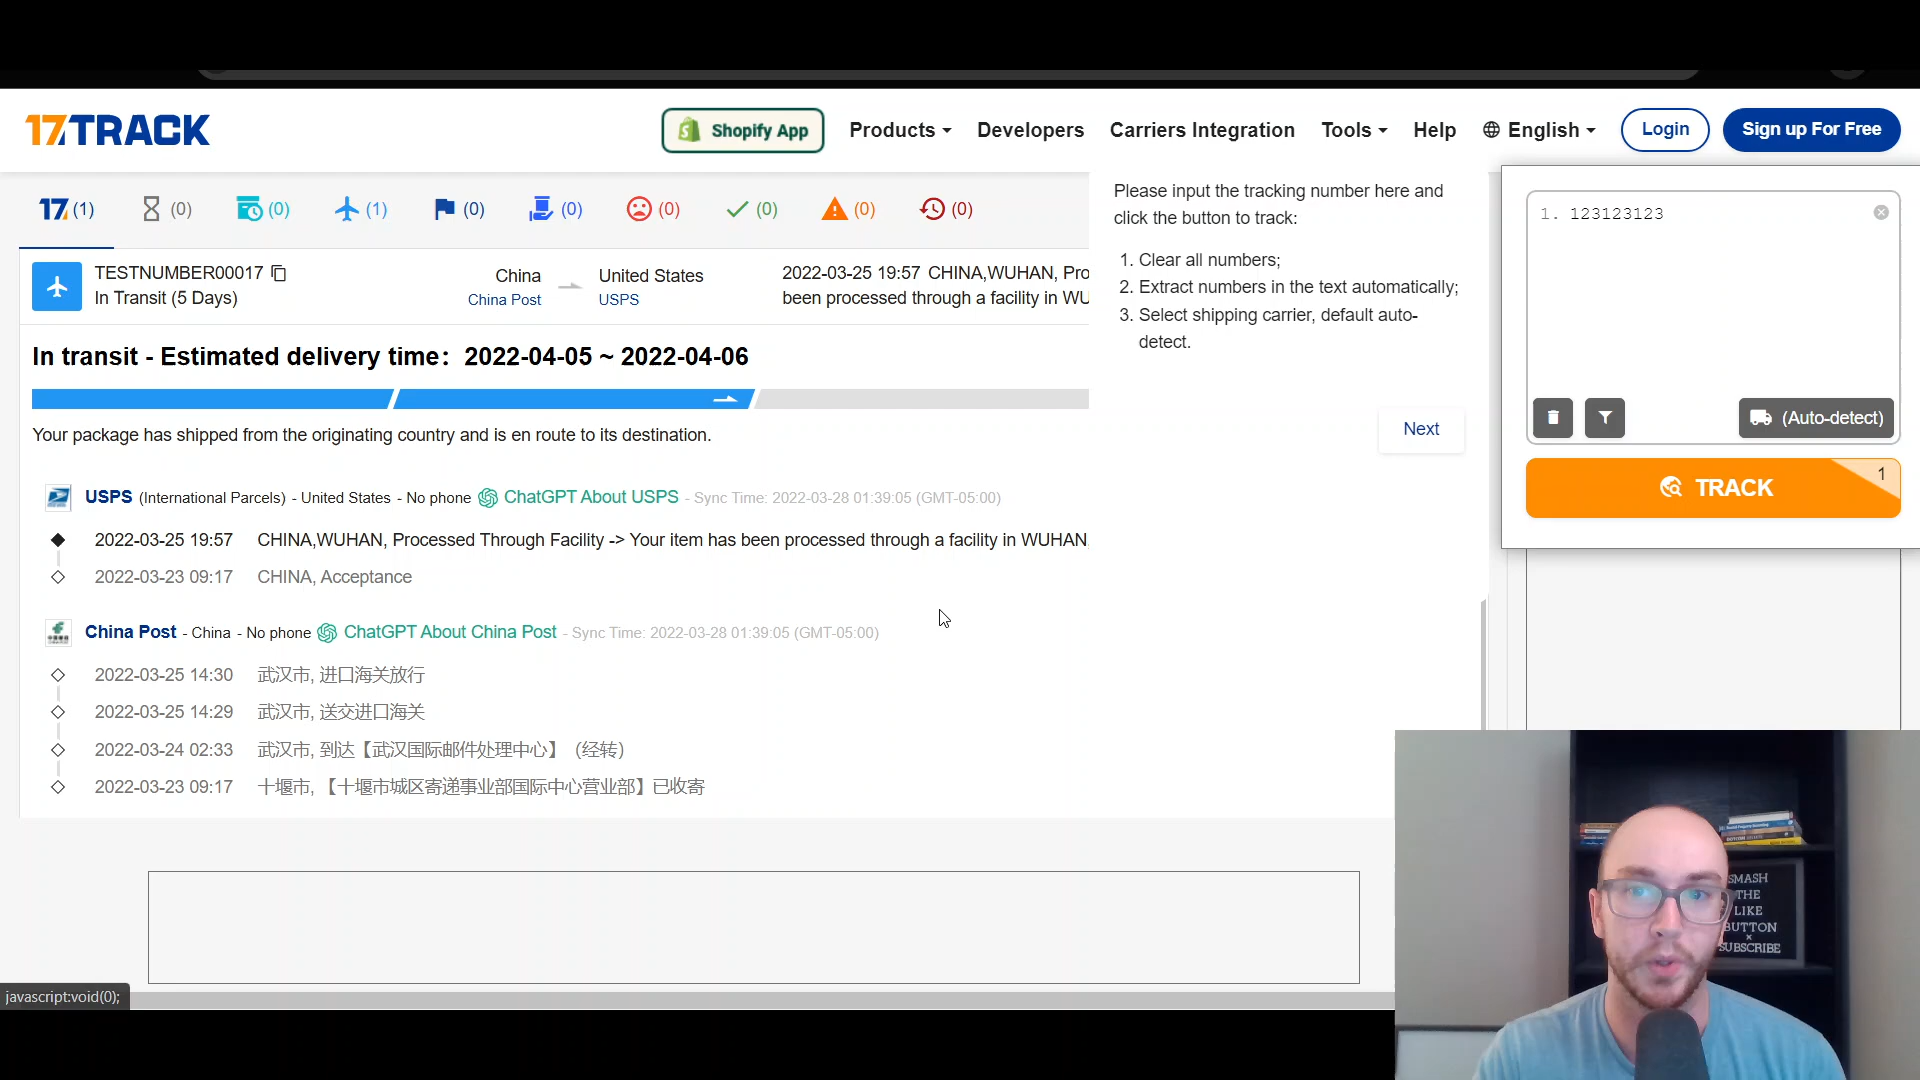 17TRACK
Shopify App
Products
Developers
Carriers Integration
Tools
Help
English
Login
Sign up For Free
17 (1)
(0)
(0)
(1)
(0)
(0)
(0)
(0)
(0)
(0)
TESTNUMBER00017
In Transit (5 Days)
China
China Post
United States
USPS
2022-03-25 19:57 CHINA,WUHAN, Pro
been processed through a facility in WU
In transit - Estimated delivery time： 2022-04-05 ~ 2022-04-06
Your package has shipped from the originating country and is en route to its destination.
USPS (International Parcels) - United States - No phone ChatGPT About USPS - Sync Time: 2022-03-28 01:39:05 (GMT-05:00)
2022-03-25 19:57 CHINA,WUHAN, Processed Through Facility -> Your item has been processed through a facility in WUHAN
2022-03-23 09:17 CHINA, Acceptance
China Post - China - No phone ChatGPT About China Post - Sync Time: 2022-03-28 01:39:05 (GMT-05:00)
2022-03-25 14:30 武汉市, 进口海关放行
2022-03-25 14:29 武汉市, 送交进口海关
2022-03-24 02:33 武汉市, 到达【武汉国际邮件处理中心】（经转）
2022-03-23 09:17 十堰市, 【十堰市城区寄递事业部国际中心营业部】已收寄
Please input the tracking number here and
click the button to track:
1. Clear all numbers;
2. Extract numbers in the text automatically;
3. Select shipping carrier, default auto-
detect.
Next
1. 123123123
(Auto-detect)
TRACK
1
javascript:void(0);
SMASH
THE
LIKE
BUTTON
×
SUBSCRIBE